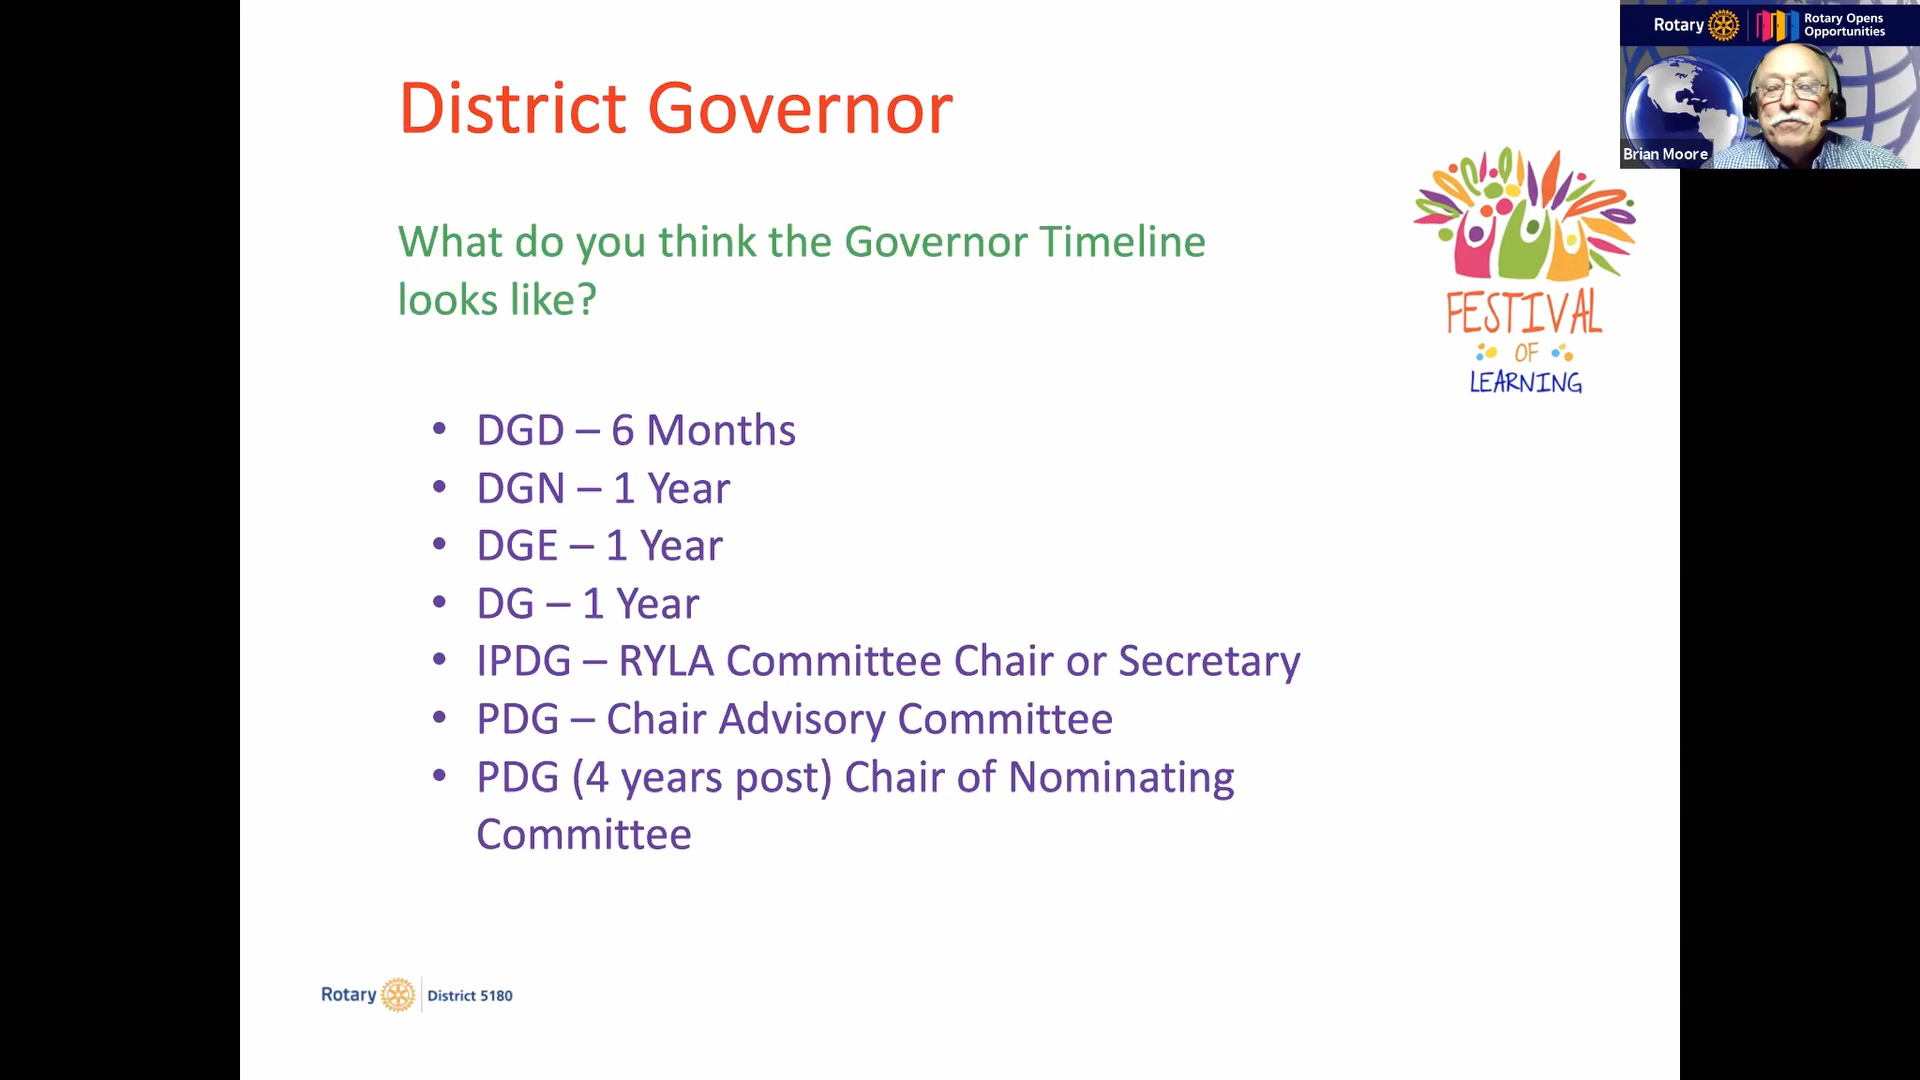 District Governor
What do you think the Governor Timeline
looks like?
• DGD – 6 Months
• DGN – 1 Year
• DGE – 1 Year
• DG – 1 Year
• IPDG – RYLA Committee Chair or Secretary
• PDG – Chair Advisory Committee
• PDG (4 years post) Chair of Nominating
Committee
Rotary
Rotary Opens
Opportunities
Brian Moore
FESTIVAL
OF
LEARNING
Rotary District 5180